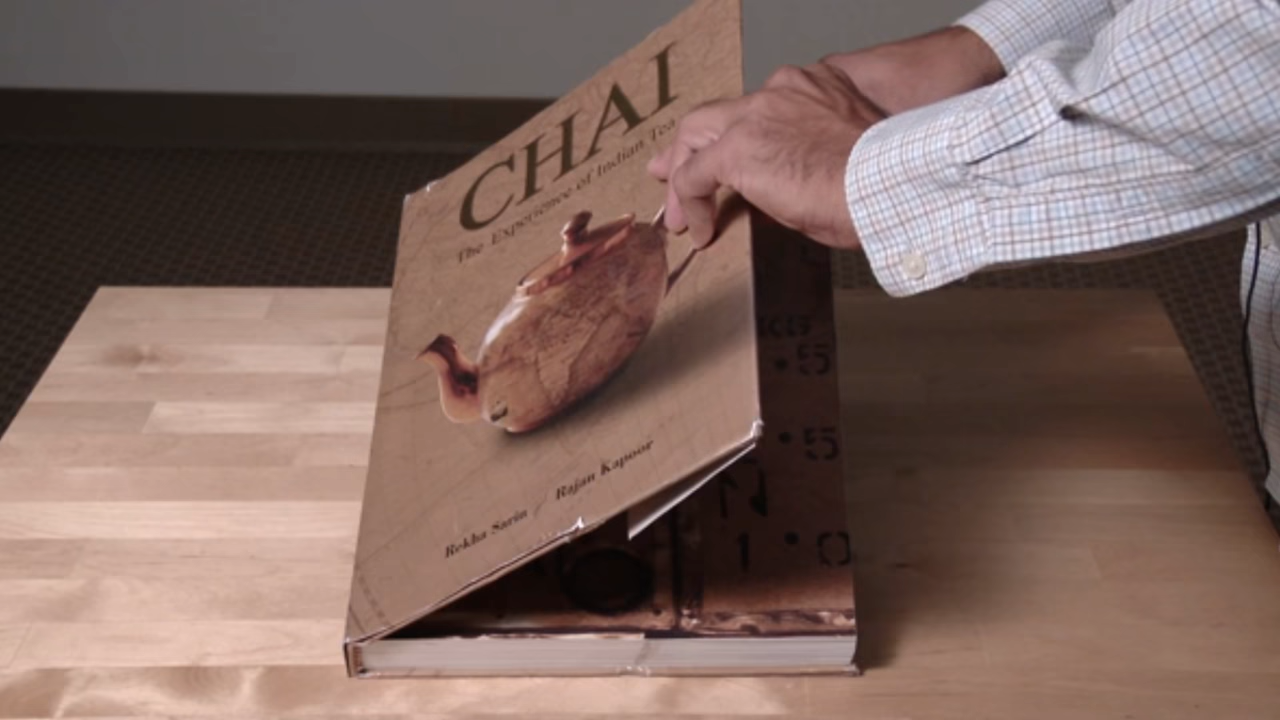 CHAI
The Experience of Indian Tea
Rekha Sarin Rajan Kapoor
•5
•5
1•0